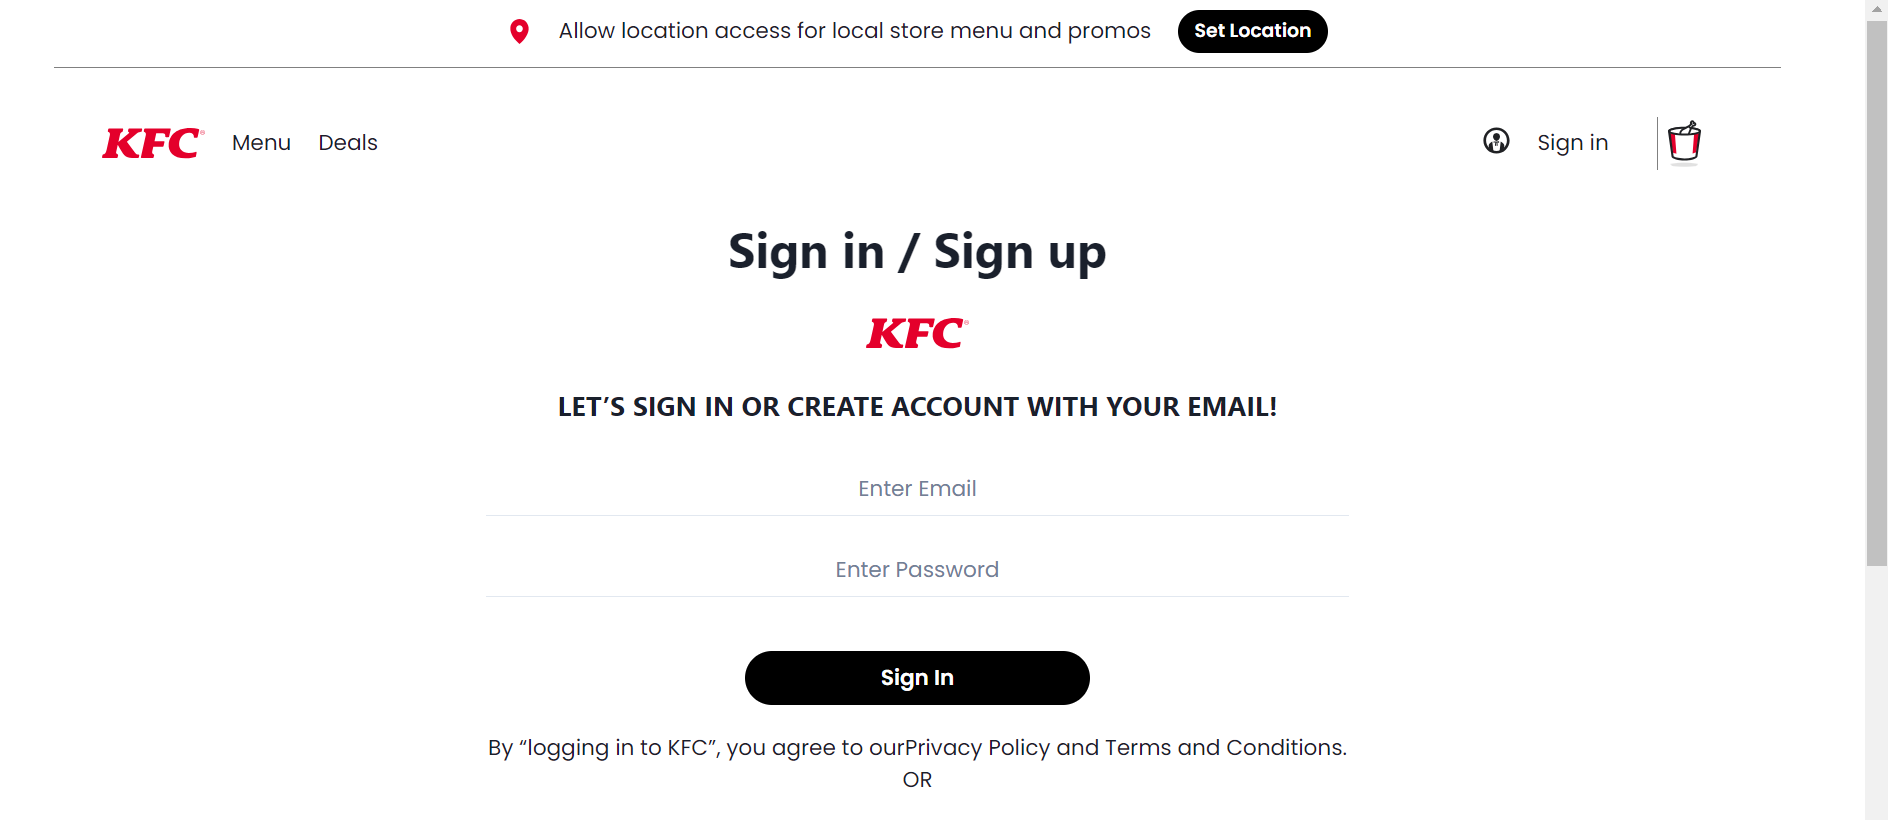 Allow location access for local store menu and promos Set Location
KFC Menu Deals Sign in
Sign in / Sign up
KFC
LET’S SIGN IN OR CREATE ACCOUNT WITH YOUR EMAIL!
Enter Email
Enter Password
Sign In
By “logging in to KFC”, you agree to ourPrivacy Policy and Terms and Conditions.
OR